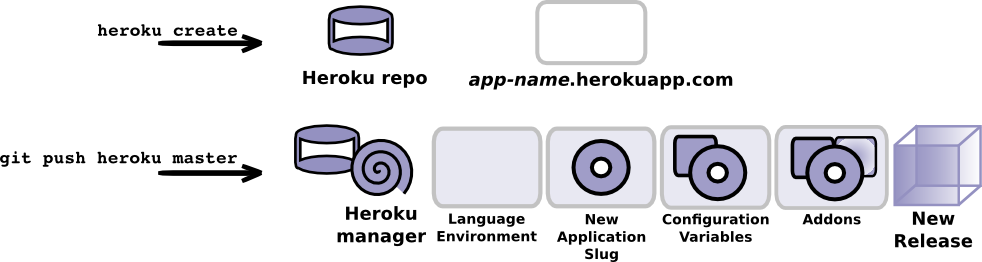 heroku create
Heroku repo
app-name.herokuapp.com
git push heroku master
Heroku
manager
Language
Environment
New
Application
Slug
Configuration
Variables
Addons
New
Release